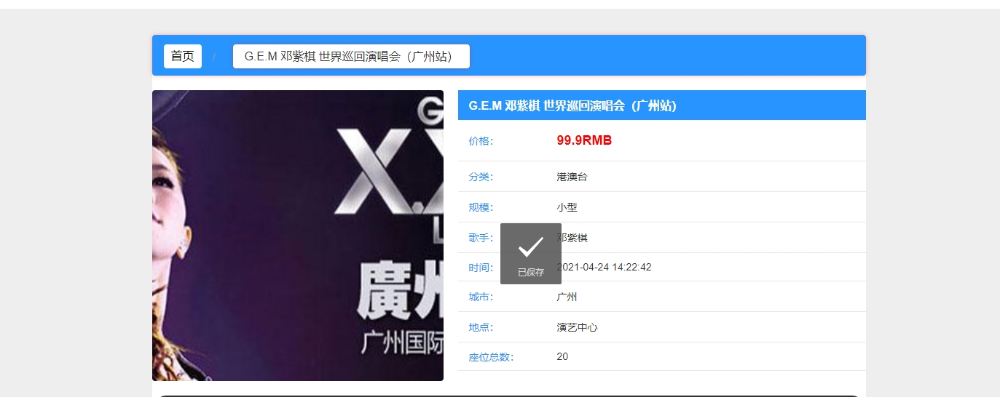 首页 / G.E.M 邓紫棋 世界巡回演唱会（广州站）
G
X.X
L
廣州
广州国际
G.E.M 邓紫棋 世界巡回演唱会（广州站）
价格： 99.9RMB
分类： 港澳台
规模： 小型
歌手： 邓紫棋
时间： 2021-04-24 14:22:42
已保存
城市： 广州
地点： 演艺中心
座位总数： 20